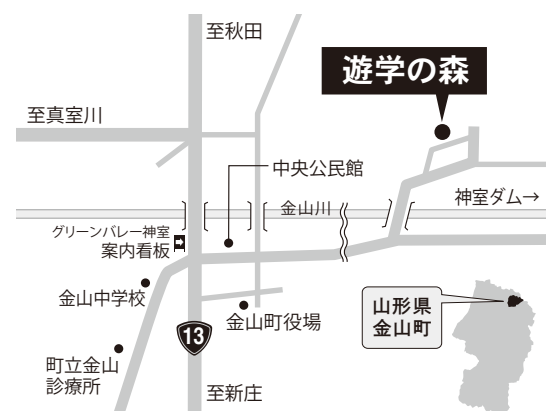 至秋田
遊学の森
至真室川
中央公民館
神室ダム→
金山川
グリーンバレー神室
案内看板
金山中学校
金山町役場
山形県
金山町
13
町立金山
診療所
至新庄